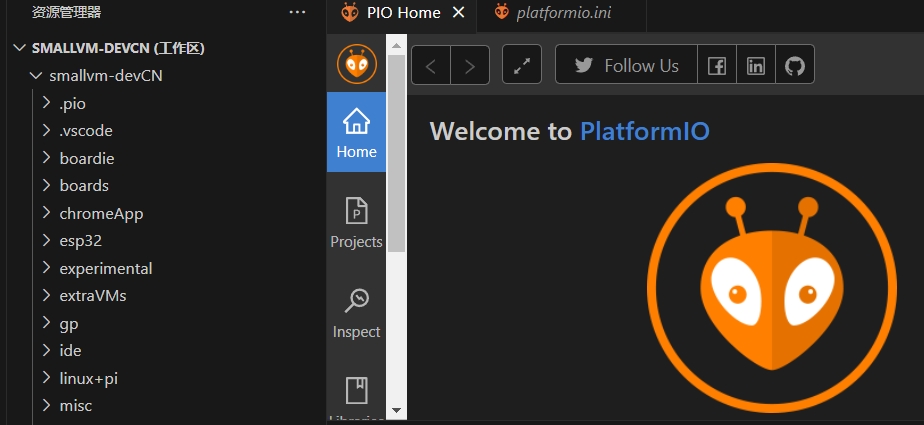 资源管理器
SMALLVM-DEVCN (工作区)
smallvm-devCN
.pio
.vscode
boardie
boards
chromeApp
esp32
experimental
extraVMs
gp
ide
linux+pi
misc
PIO Home
platformio.ini
Follow Us
Home
Projects
Inspect
Libraries
Welcome to PlatformIO